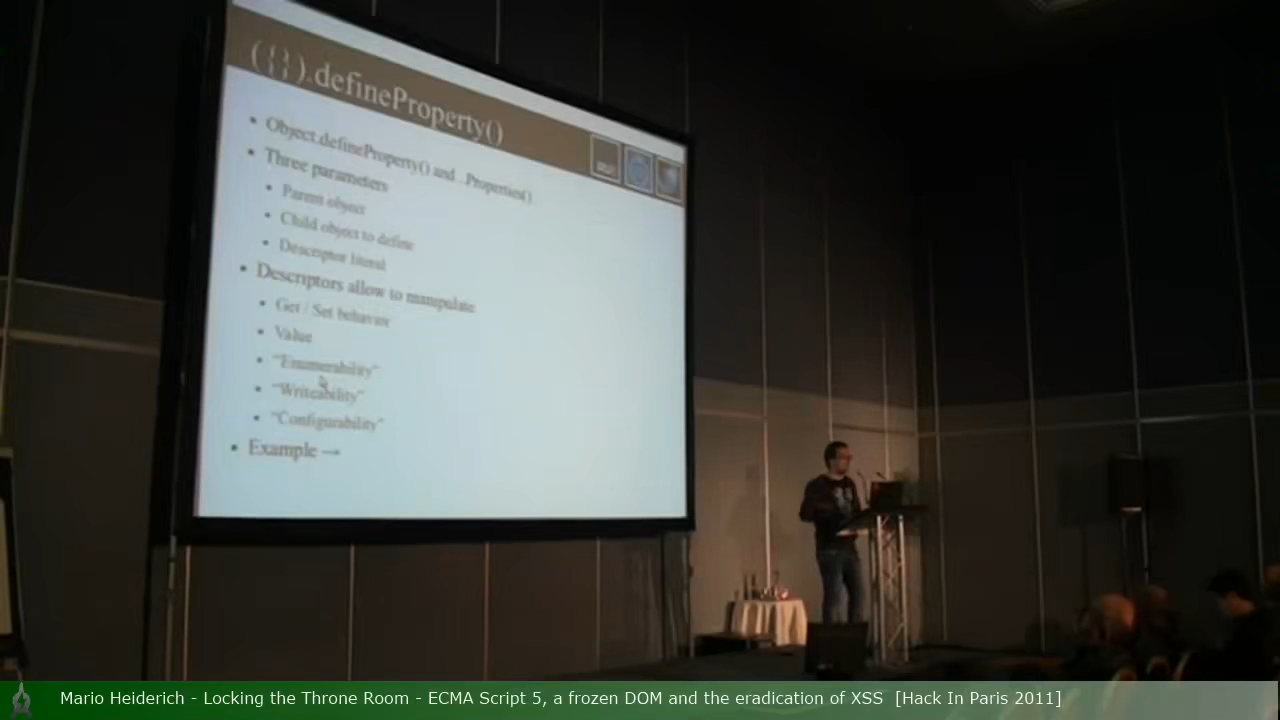 ({}).defineProperty()
• Object.defineProperty() and ..Properties()
• Three parameters
• Parent object
• Child object to define
• Descriptor literal
• Descriptors allow to manipulate
• Get / Set behavior
• Value
• "Enumerability"
• "Writeability"
• "Configurability"
• Example →
Mario Heiderich - Locking the Throne Room - ECMA Script 5, a frozen DOM and the eradication of XSS [Hack In Paris 2011]